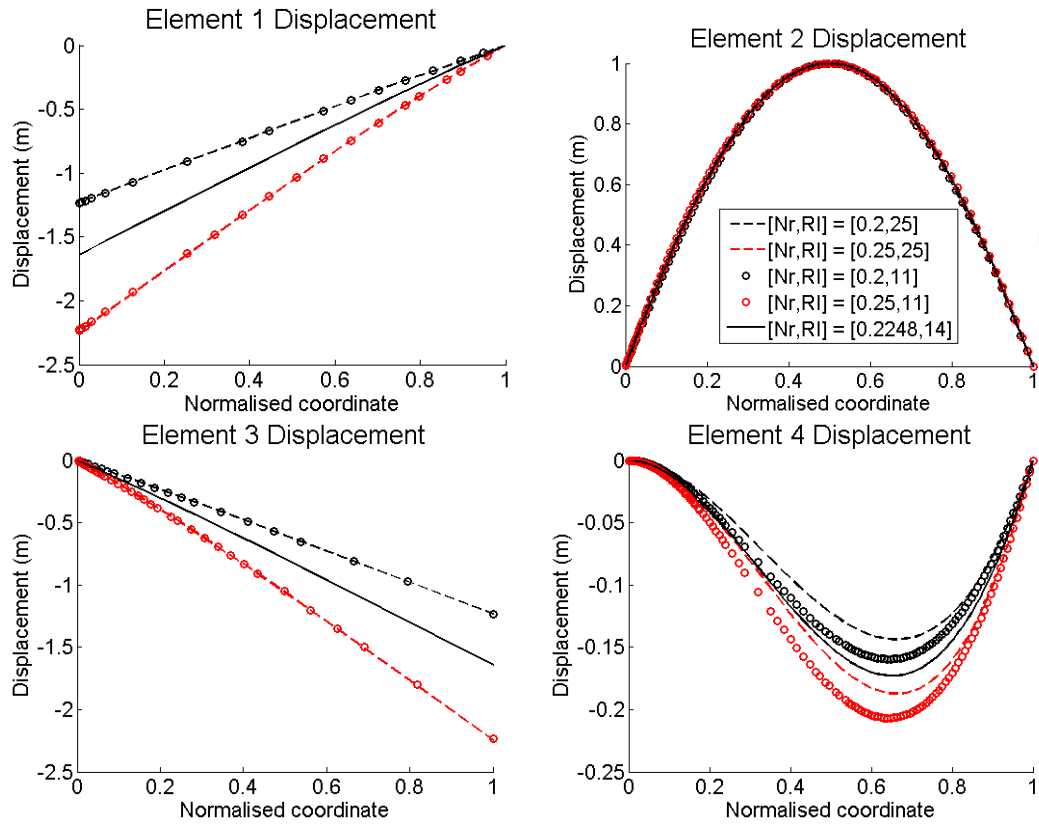 Element 1 Displacement
0
-0.5
-1
-1.5
-2
-2.5
Displacement (m)
0 0.2 0.4 0.6 0.8 1
Normalised coordinate
Element 2 Displacement
1
0.8
0.6
0.4
0.2
0
Displacement (m)
[Nr,RI] = [0.2,25]
[Nr,RI] = [0.25,25]
[Nr,RI] = [0.2,11]
[Nr,RI] = [0.25,11]
[Nr,RI] = [0.2248,14]
0 0.2 0.4 0.6 0.8 1
Normalised coordinate
Element 3 Displacement
0
-0.5
-1
-1.5
-2
-2.5
Displacement (m)
0 0.2 0.4 0.6 0.8 1
Normalised coordinate
Element 4 Displacement
0
-0.05
-0.1
-0.15
-0.2
-0.25
Displacement (m)
0 0.2 0.4 0.6 0.8 1
Normalised coordinate